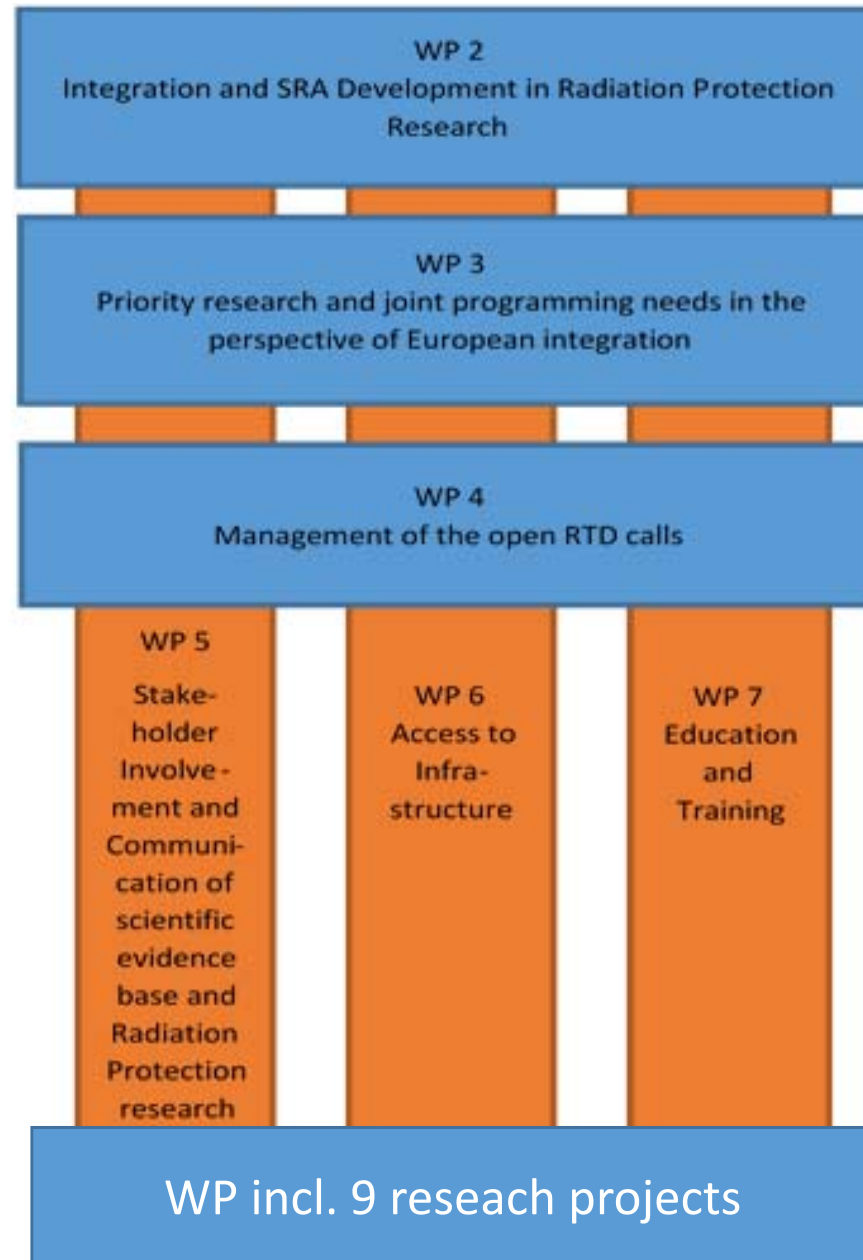 WP 2
Integration and SRA Development in Radiation Protection
Research
WP 3
Priority research and joint programming needs in the
perspective of European integration
WP 4
Management of the open RTD calls
WP 5
Stake-
holder
Involve-
ment and
Communi-
cation of
scientific
evidence
base and
Radiation
Protection
research
WP 6
Access to
Infra-
structure
WP 7
Education
and
Training
WP incl. 9 reseach projects